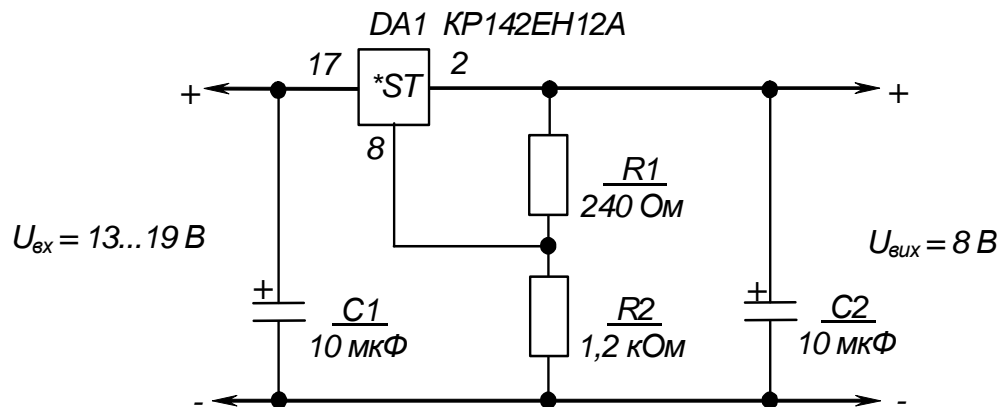 DA1 КР142ЕН12А
17
*ST
2
+
+
8
R1
240 Ом
Uвх = 13...19 В
Uвих = 8 В
+
C1
10 мкФ
R2
1,2 кОм
+
C2
10 мкФ
-
-